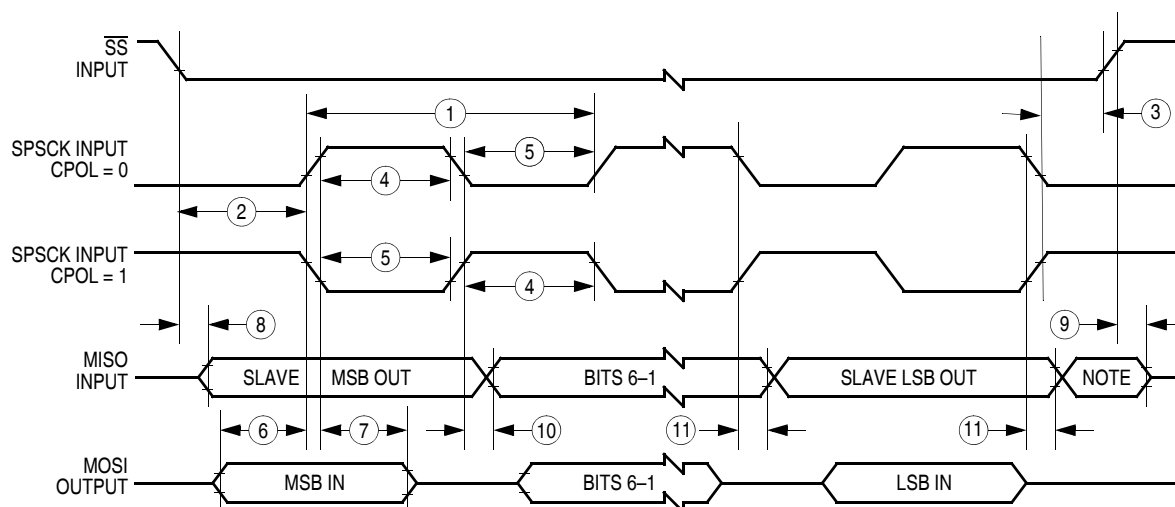 SS
INPUT
1
3
SPSCK INPUT
CPOL = 0
5
4
2
SPSCK INPUT
CPOL = 1
5
4
8
9
MISO
INPUT
SLAVE MSB OUT
BITS 6–1
SLAVE LSB OUT
NOTE
6
7
10
11
11
MOSI
OUTPUT
MSB IN
BITS 6–1
LSB IN